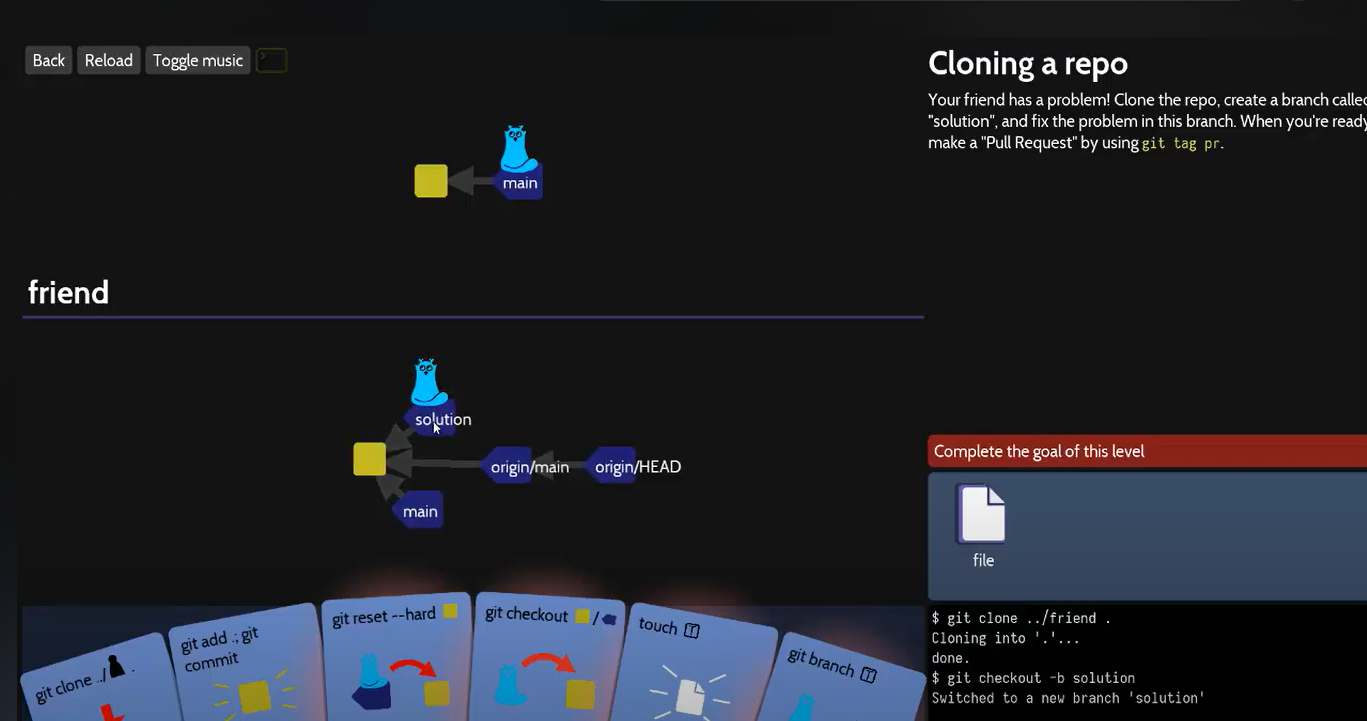 Back Reload Toggle music
Cloning a repo
Your friend has a problem! Clone the repo, create a branch called
"solution", and fix the problem in this branch. When you're ready
make a "Pull Request" by using git tag pr.
main
friend
solution
origin/main origin/HEAD
main
Complete the goal of this level
file
git clone ../ .
git add .; git
commit
git reset --hard
git checkout /
touch T
git branch T
$ git clone ../friend .
Cloning into '.'...
done.
$ git checkout -b solution
Switched to a new branch 'solution'